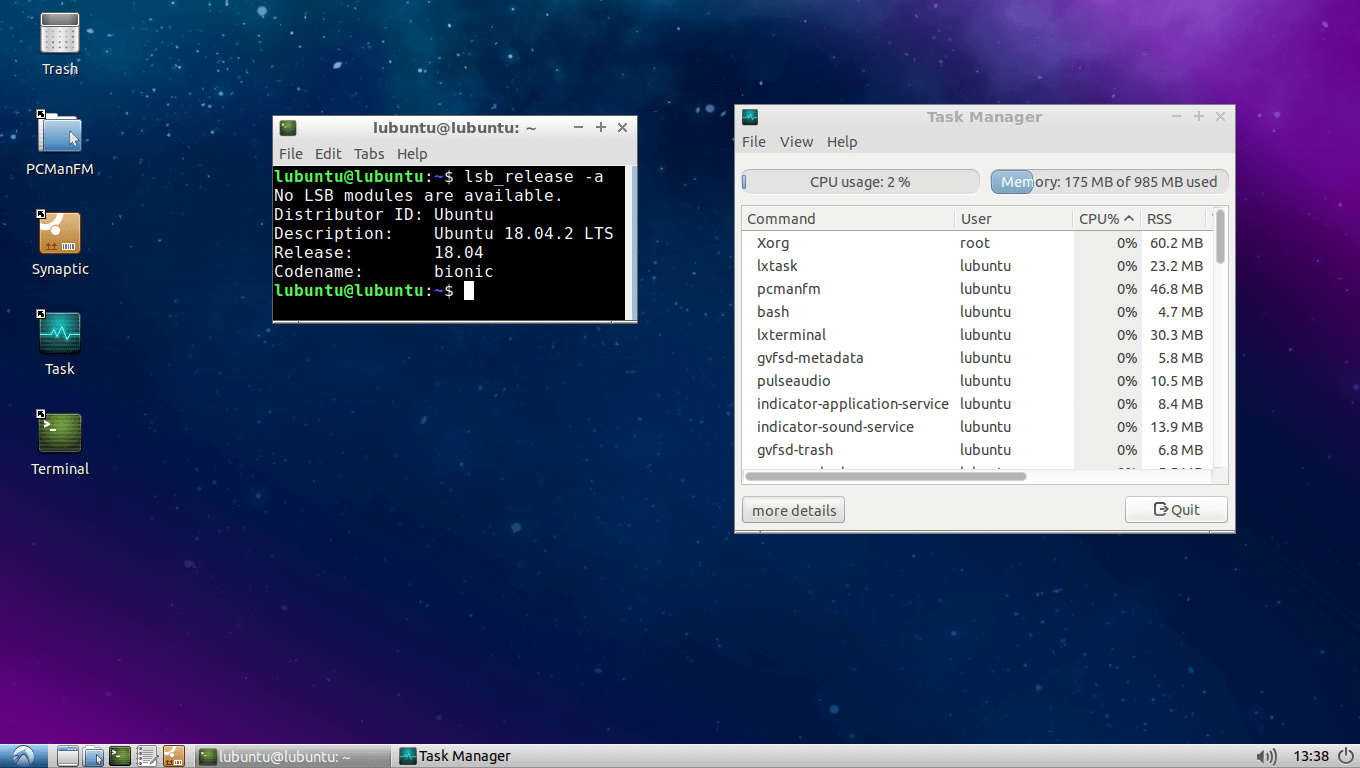 Trash
PCManFM
Synaptic
Task
Terminal
lubuntu@lubuntu: ~
File Edit Tabs Help
lubuntu@lubuntu:~$ lsb_release -a
No LSB modules are available.
Distributor ID: Ubuntu
Description: Ubuntu 18.04.2 LTS
Release: 18.04
Codename: bionic
lubuntu@lubuntu:~$
Task Manager
File View Help
CPU usage: 2 % Memory: 175 MB of 985 MB used
Command User CPU% RSS
Xorg root 0% 60.2 MB
lxtask lubuntu 0% 23.2 MB
pcmanfm lubuntu 0% 46.8 MB
bash lubuntu 0% 4.7 MB
lxterminal lubuntu 0% 30.3 MB
gvfsd-metadata lubuntu 0% 5.8 MB
pulseaudio lubuntu 0% 10.5 MB
indicator-application-service lubuntu 0% 8.4 MB
indicator-sound-service lubuntu 0% 13.9 MB
gvfsd-trash lubuntu 0% 6.8 MB
more details Quit
lubuntu@lubuntu: ~ Task Manager 13:38